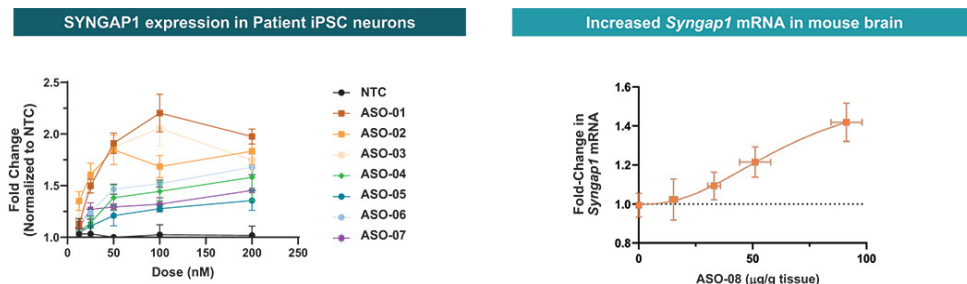 SYNGAP1 expression in Patient iPSC neurons
Increased Syngap1 mRNA in mouse brain
Fold Change
(Normalized to NTC)
2.5
2.0
1.5
1.0
0
50
100
150
200
250
Dose (nM)
NTC
ASO-01
ASO-02
ASO-03
ASO-04
ASO-05
ASO-06
ASO-07
Fold-Change in
Syngap1 mRNA
1.6
1.4
1.2
1.0
0.8
0
50
100
ASO-08 (µg/g tissue)